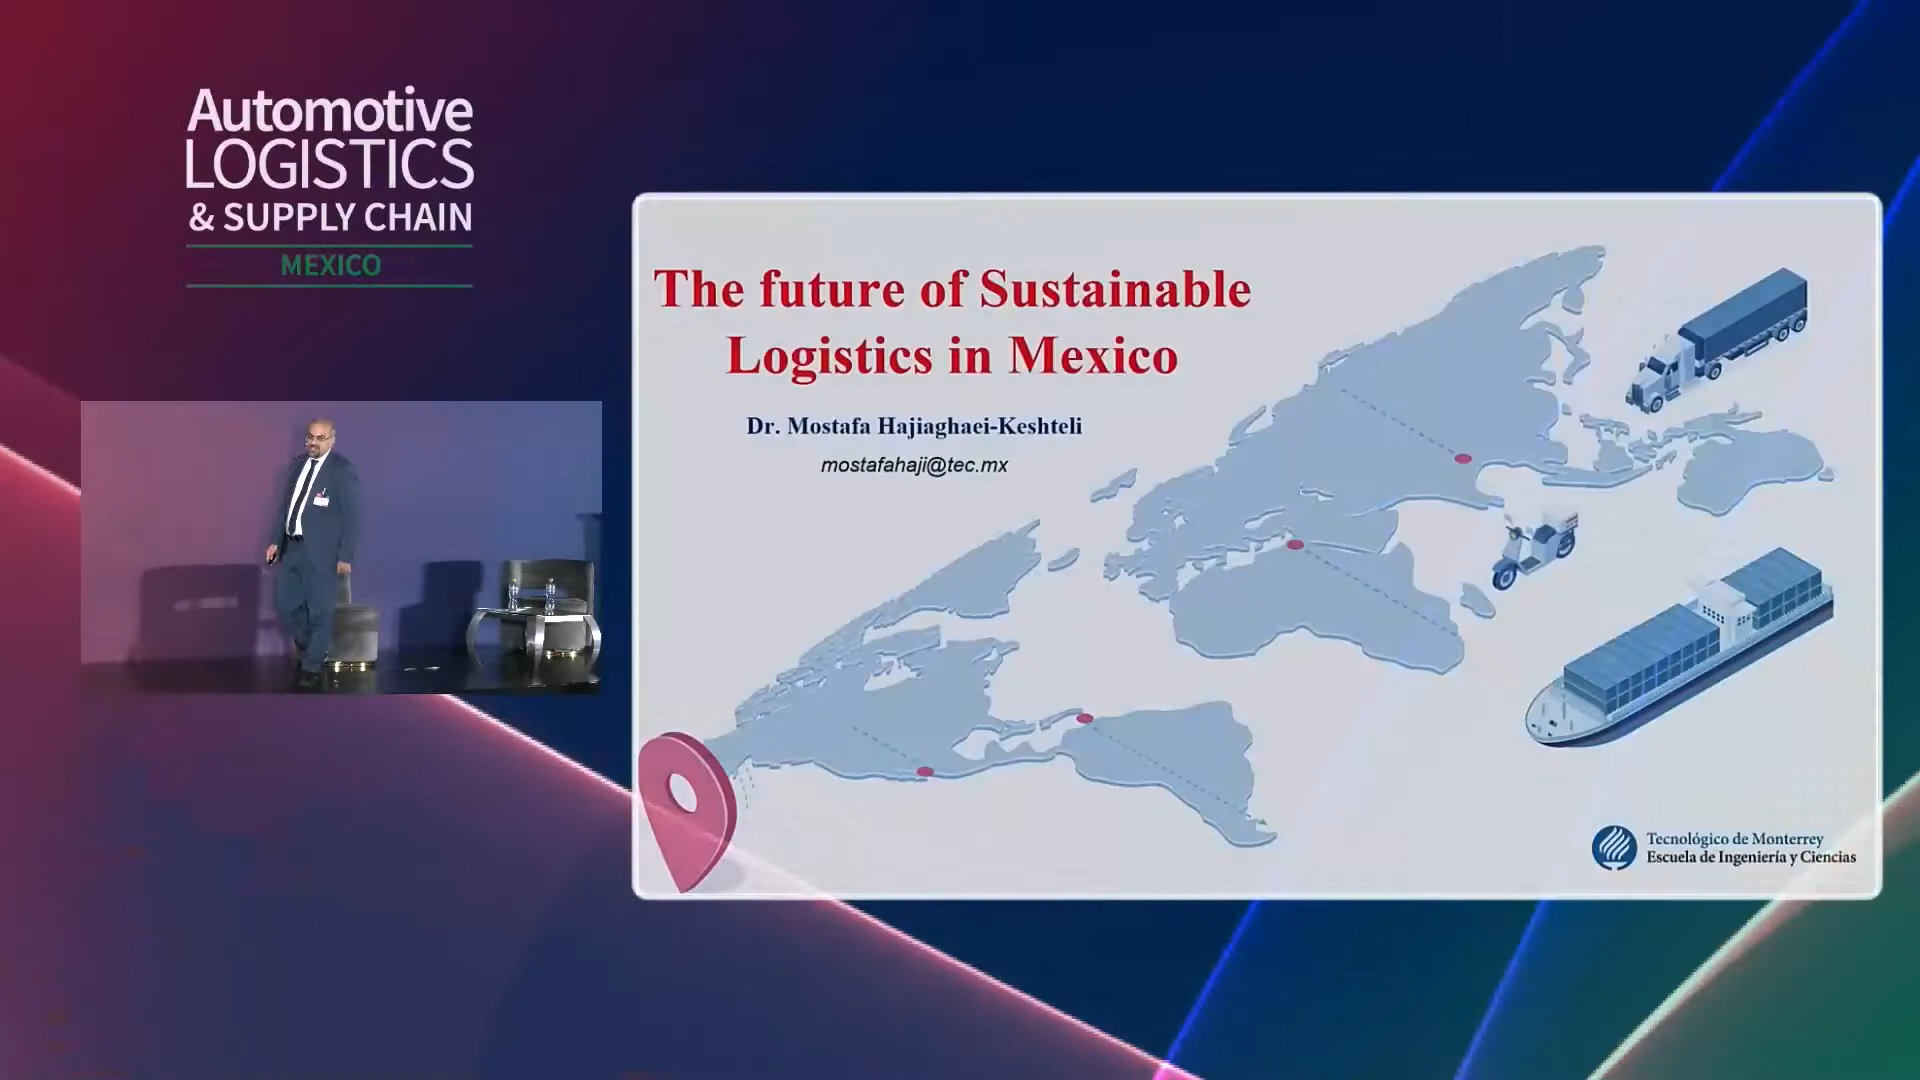 Automotive
LOGISTICS
& SUPPLY CHAIN
MEXICO
The future of Sustainable
Logistics in Mexico
Dr. Mostafa Hajiaghaei-Keshteli
mostafahaji@tec.mx
Tecnológico de Monterrey
Escuela de Ingeniería y Ciencias